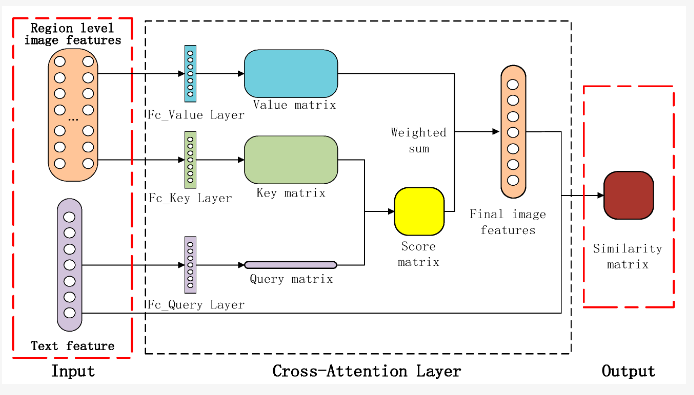 Region level
image features
...
Fc_Value Layer
Value matrix
Fc Key Layer
Key matrix
Weighted
sum
Score
matrix
Final image
features
Similarity
matrix
Fc_Query Layer
Query matrix
Text feature
Input
Cross-Attention Layer
Output